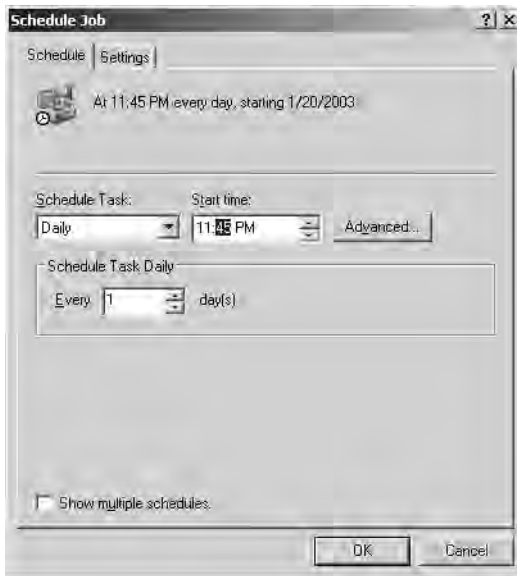 Schedule Job
Schedule Settings
At 11:45 PM every day, starting 1/20/2003
Schedule Task: Start time:
Daily 11:45 PM Advanced...
Schedule Task Daily
Every 1 day(s)
Show multiple schedules.
OK Cancel